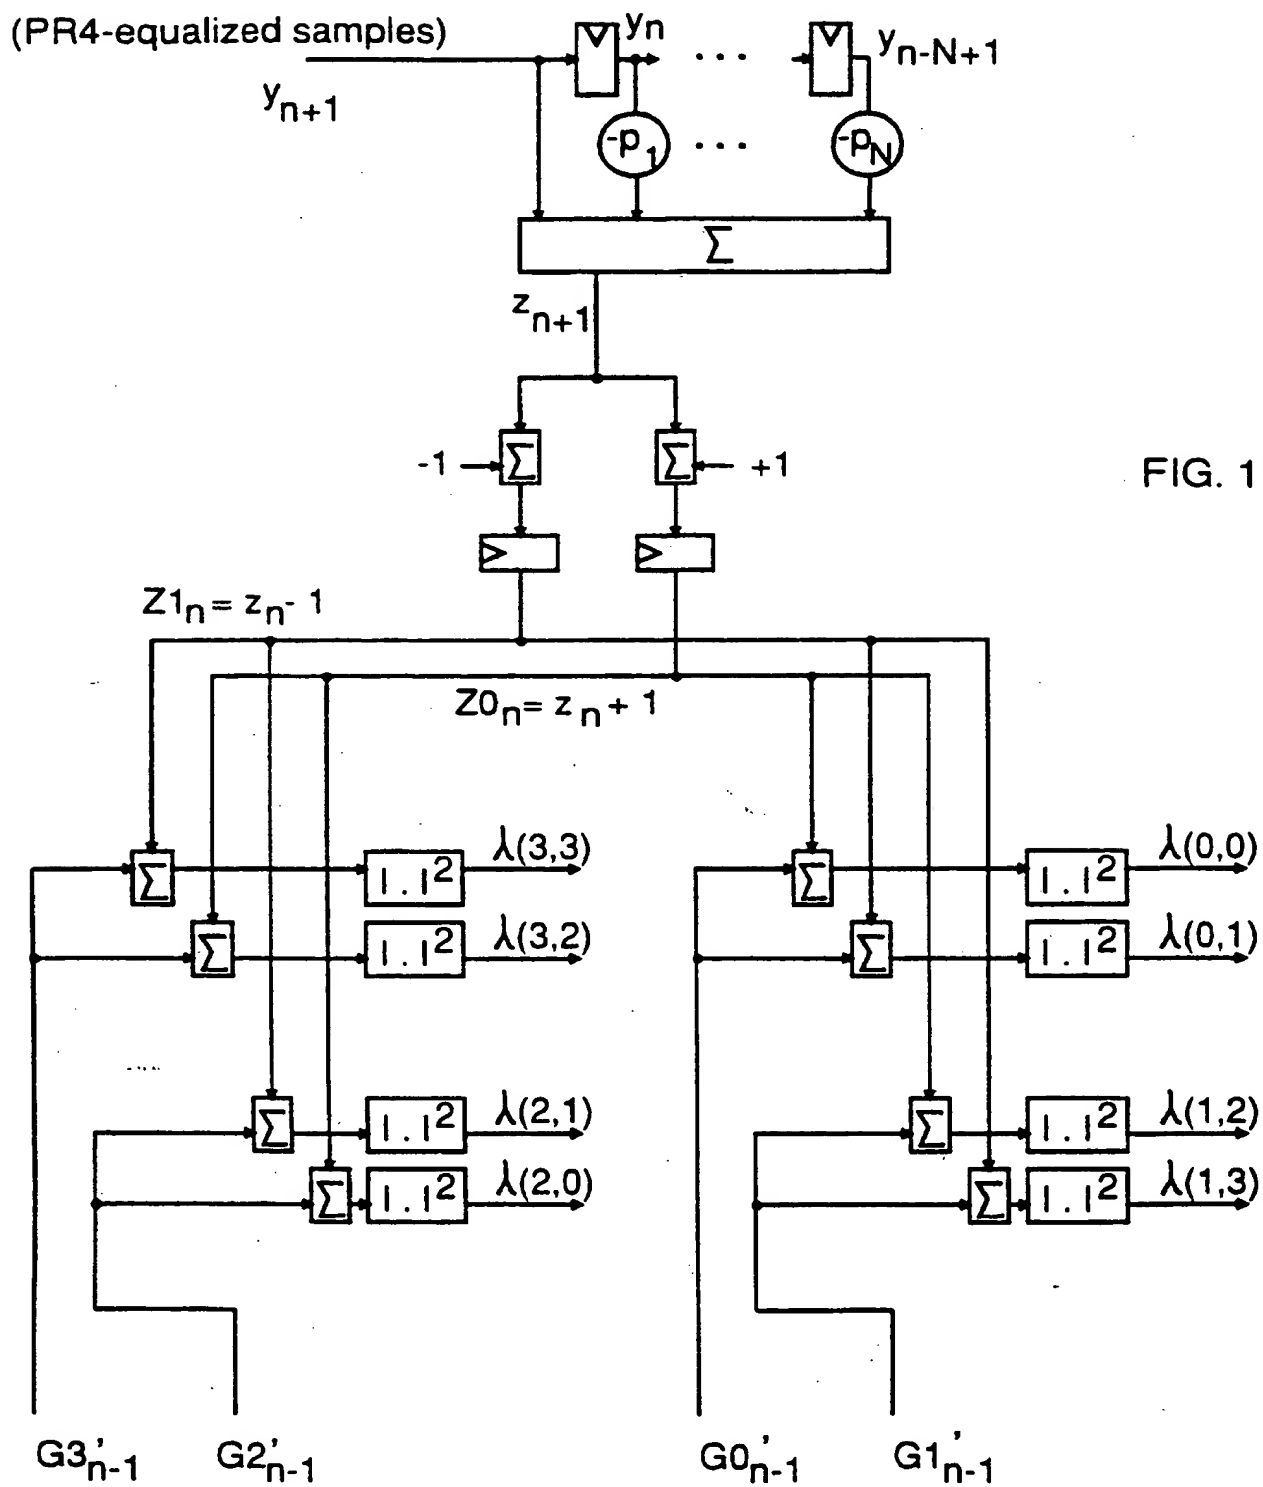 (PR4-equalized samples)
yn
yn-N+1
yn+1
-p1
. . .
-pN
. . .
Σ
zn+1
-1
Σ
Σ
+1
FIG. 1
Z1n = zn - 1
Z0n = zn + 1
Σ
|.|²
λ(3,3)
Σ
|.|²
λ(0,0)
Σ
|.|²
λ(3,2)
Σ
|.|²
λ(0,1)
Σ
|.|²
λ(2,1)
Σ
|.|²
λ(1,2)
Σ
|.|²
λ(2,0)
Σ
|.|²
λ(1,3)
G3'n-1
G2'n-1
G0'n-1
G1'n-1